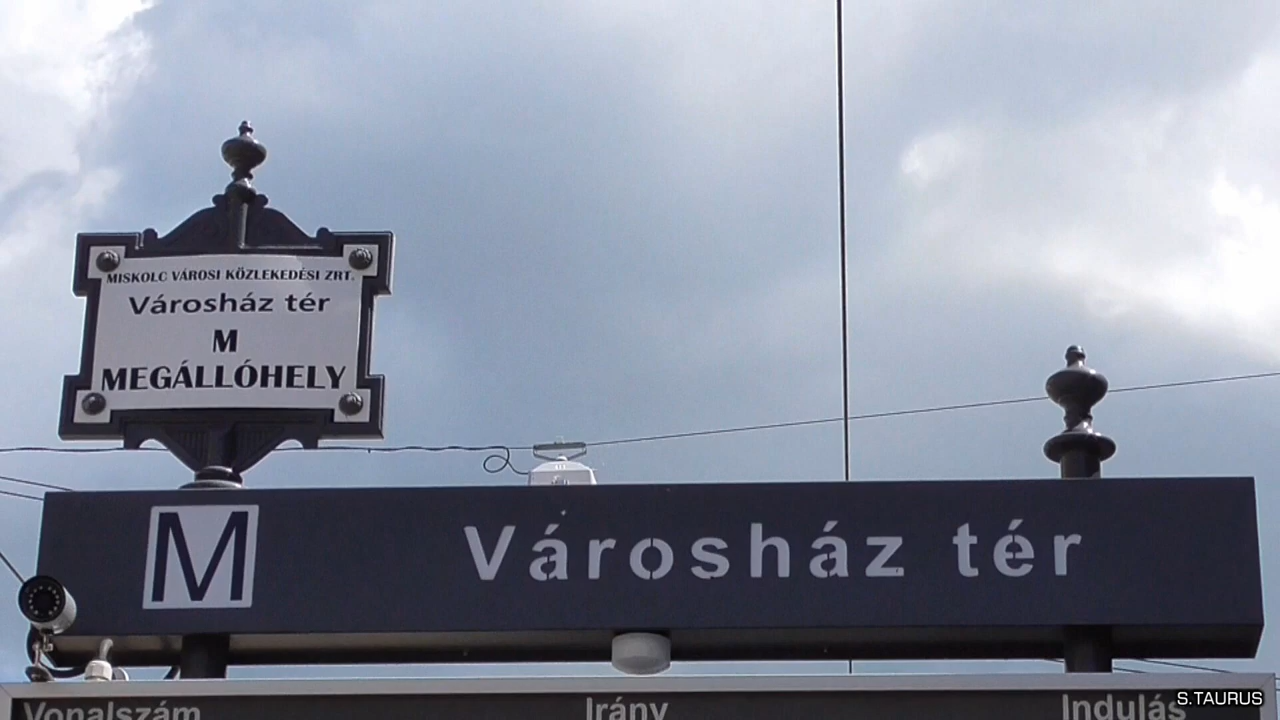 MISKOLC VÁROSI KÖZLEKEDÉSI ZRT.
Városház tér
M
MEGÁLLÓHELY
M Városház tér
Vonalszám Irány Indulás
S.TAURUS